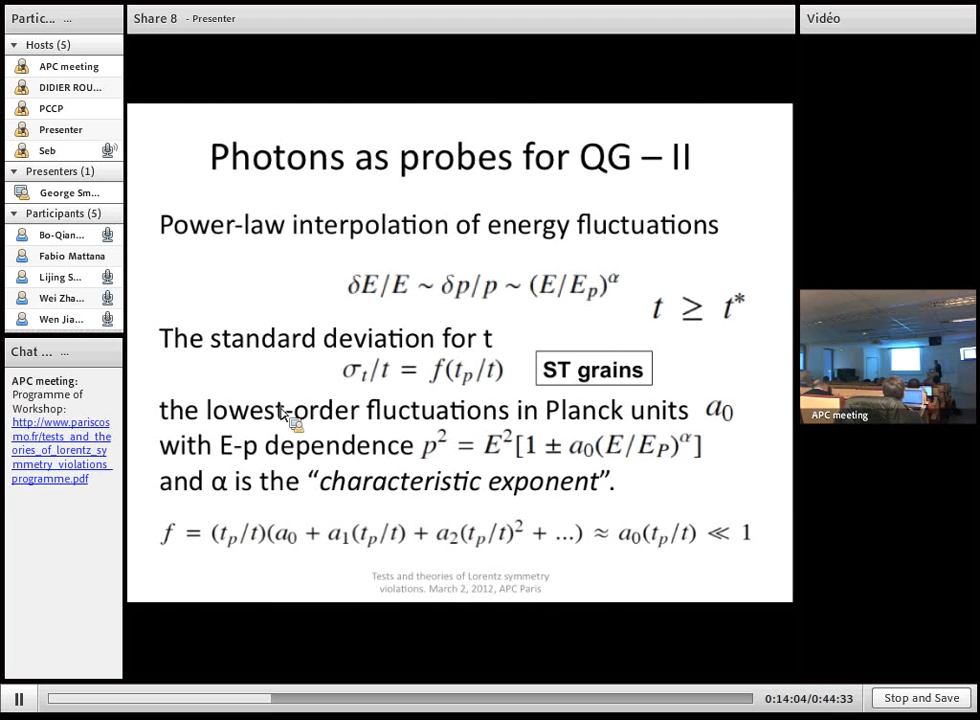 Partic... ...
Share 8 - Presenter
Vidéo
Hosts (5)
APC meeting
DIDIER ROU...
PCCP
Presenter
Seb
Presenters (1)
George Sm...
Participants (5)
Bo-Qian...
Fabio Mattana
Lijing S...
Wei Zha...
Wen Jia...
Chat ... ...
APC meeting:
Programme of
Workshop:
http://www.pariscos
mo.fr/tests_and_the
ories_of_lorentz_sy
mmetry_violations_
programme.pdf
Photons as probes for QG – II
Power-law interpolation of energy fluctuations
δE/E ~ δp/p ~ (E/E_p)^α
t ≥ t*
The standard deviation for t
σ_t/t = f(t_p/t)
ST grains
the lowest-order fluctuations in Planck units a_0
with E-p dependence p² = E²[1 ± a_0(E/E_P)^α]
and α is the “characteristic exponent”.
f = (t_p/t)(a_0 + a_1(t_p/t) + a_2(t_p/t)² + ...) ≈ a_0(t_p/t) ≪ 1
Tests and theories of Lorentz symmetry
violations. March 2, 2012, APC Paris
APC meeting
0:14:04/0:44:33
Stop and Save